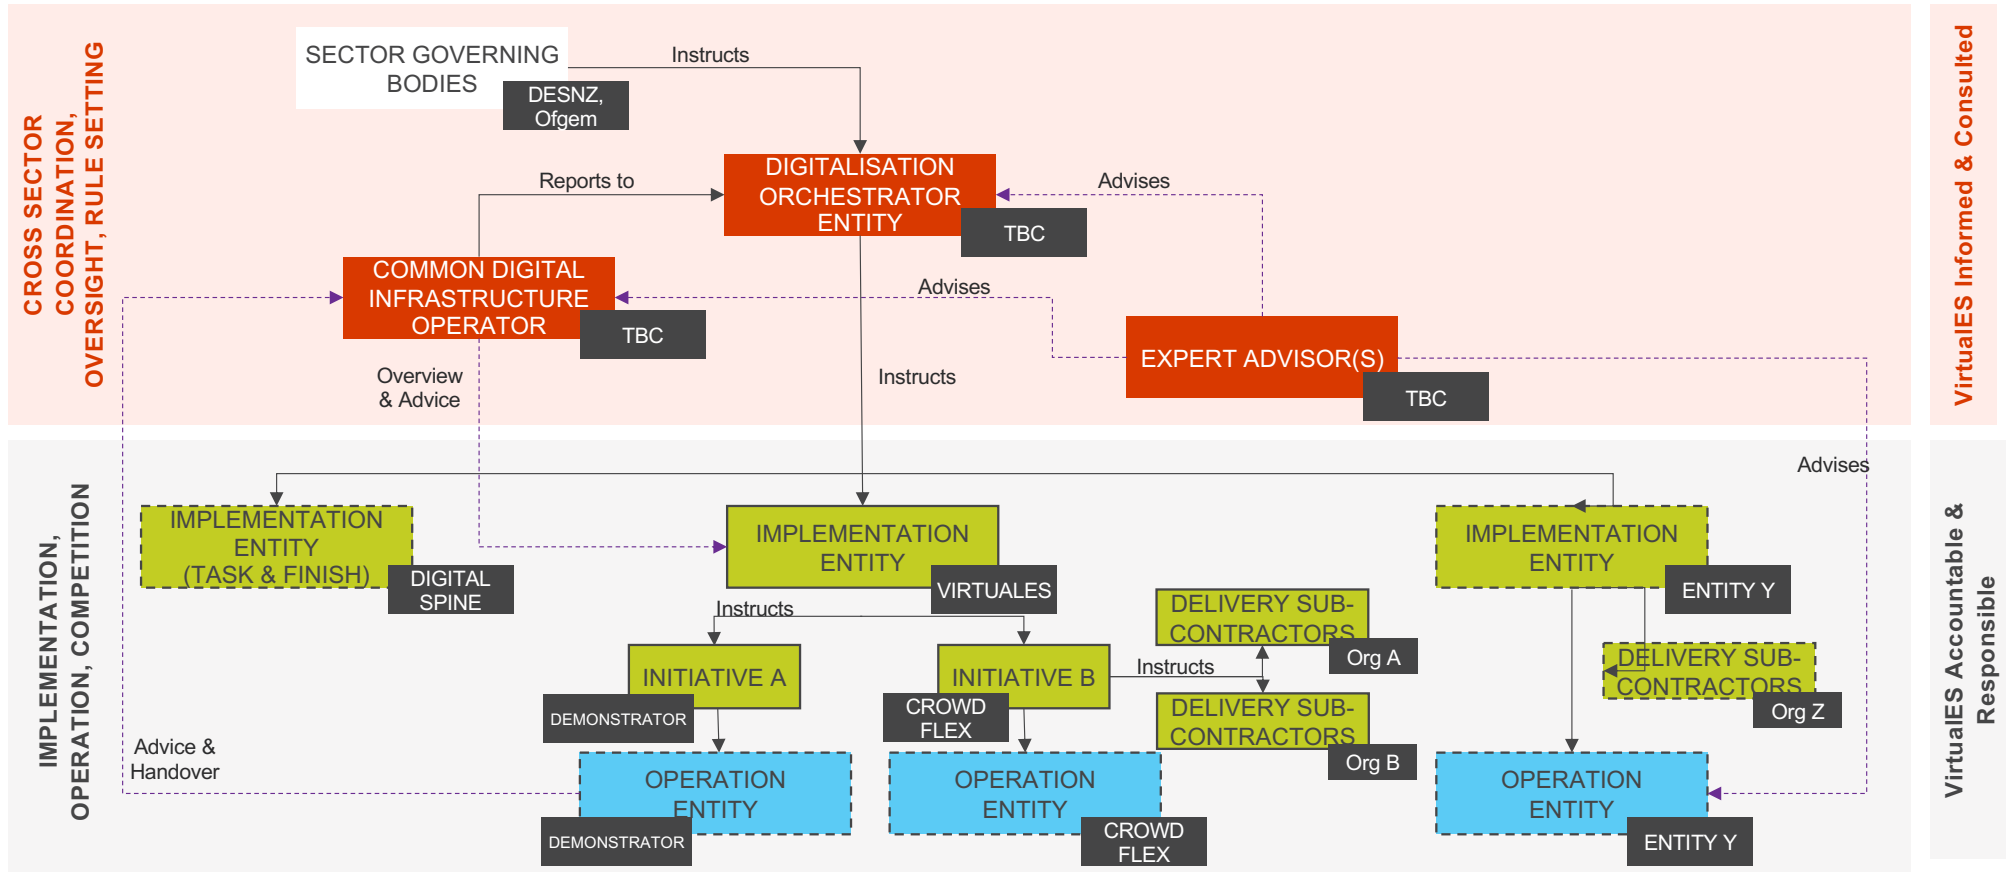 CROSS SECTOR
COORDINATION,
OVERSIGHT, RULE SETTING
SECTOR GOVERNING
BODIES
DESNZ,
Ofgem
Instructs
DIGITALISATION
ORCHESTRATOR
ENTITY
TBC
Reports to
Advises
COMMON DIGITAL
INFRASTRUCTURE
OPERATOR
TBC
Advises
EXPERT ADVISOR(S)
TBC
Overview
& Advice
Instructs
VirtualES Informed & Consulted
IMPLEMENTATION,
OPERATION, COMPETITION
Advises
IMPLEMENTATION
ENTITY
(TASK & FINISH)
DIGITAL
SPINE
IMPLEMENTATION
ENTITY
VIRTUALES
IMPLEMENTATION
ENTITY
ENTITY Y
Instructs
INITIATIVE A
DEMONSTRATOR
INITIATIVE B
CROWD
FLEX
Instructs
DELIVERY SUB-
CONTRACTORS
Org A
DELIVERY SUB-
CONTRACTORS
Org B
DELIVERY SUB-
CONTRACTORS
Org Z
Advice &
Handover
OPERATION
ENTITY
DEMONSTRATOR
OPERATION
ENTITY
CROWD
FLEX
OPERATION
ENTITY
ENTITY Y
VirtualES Accountable &
Responsible